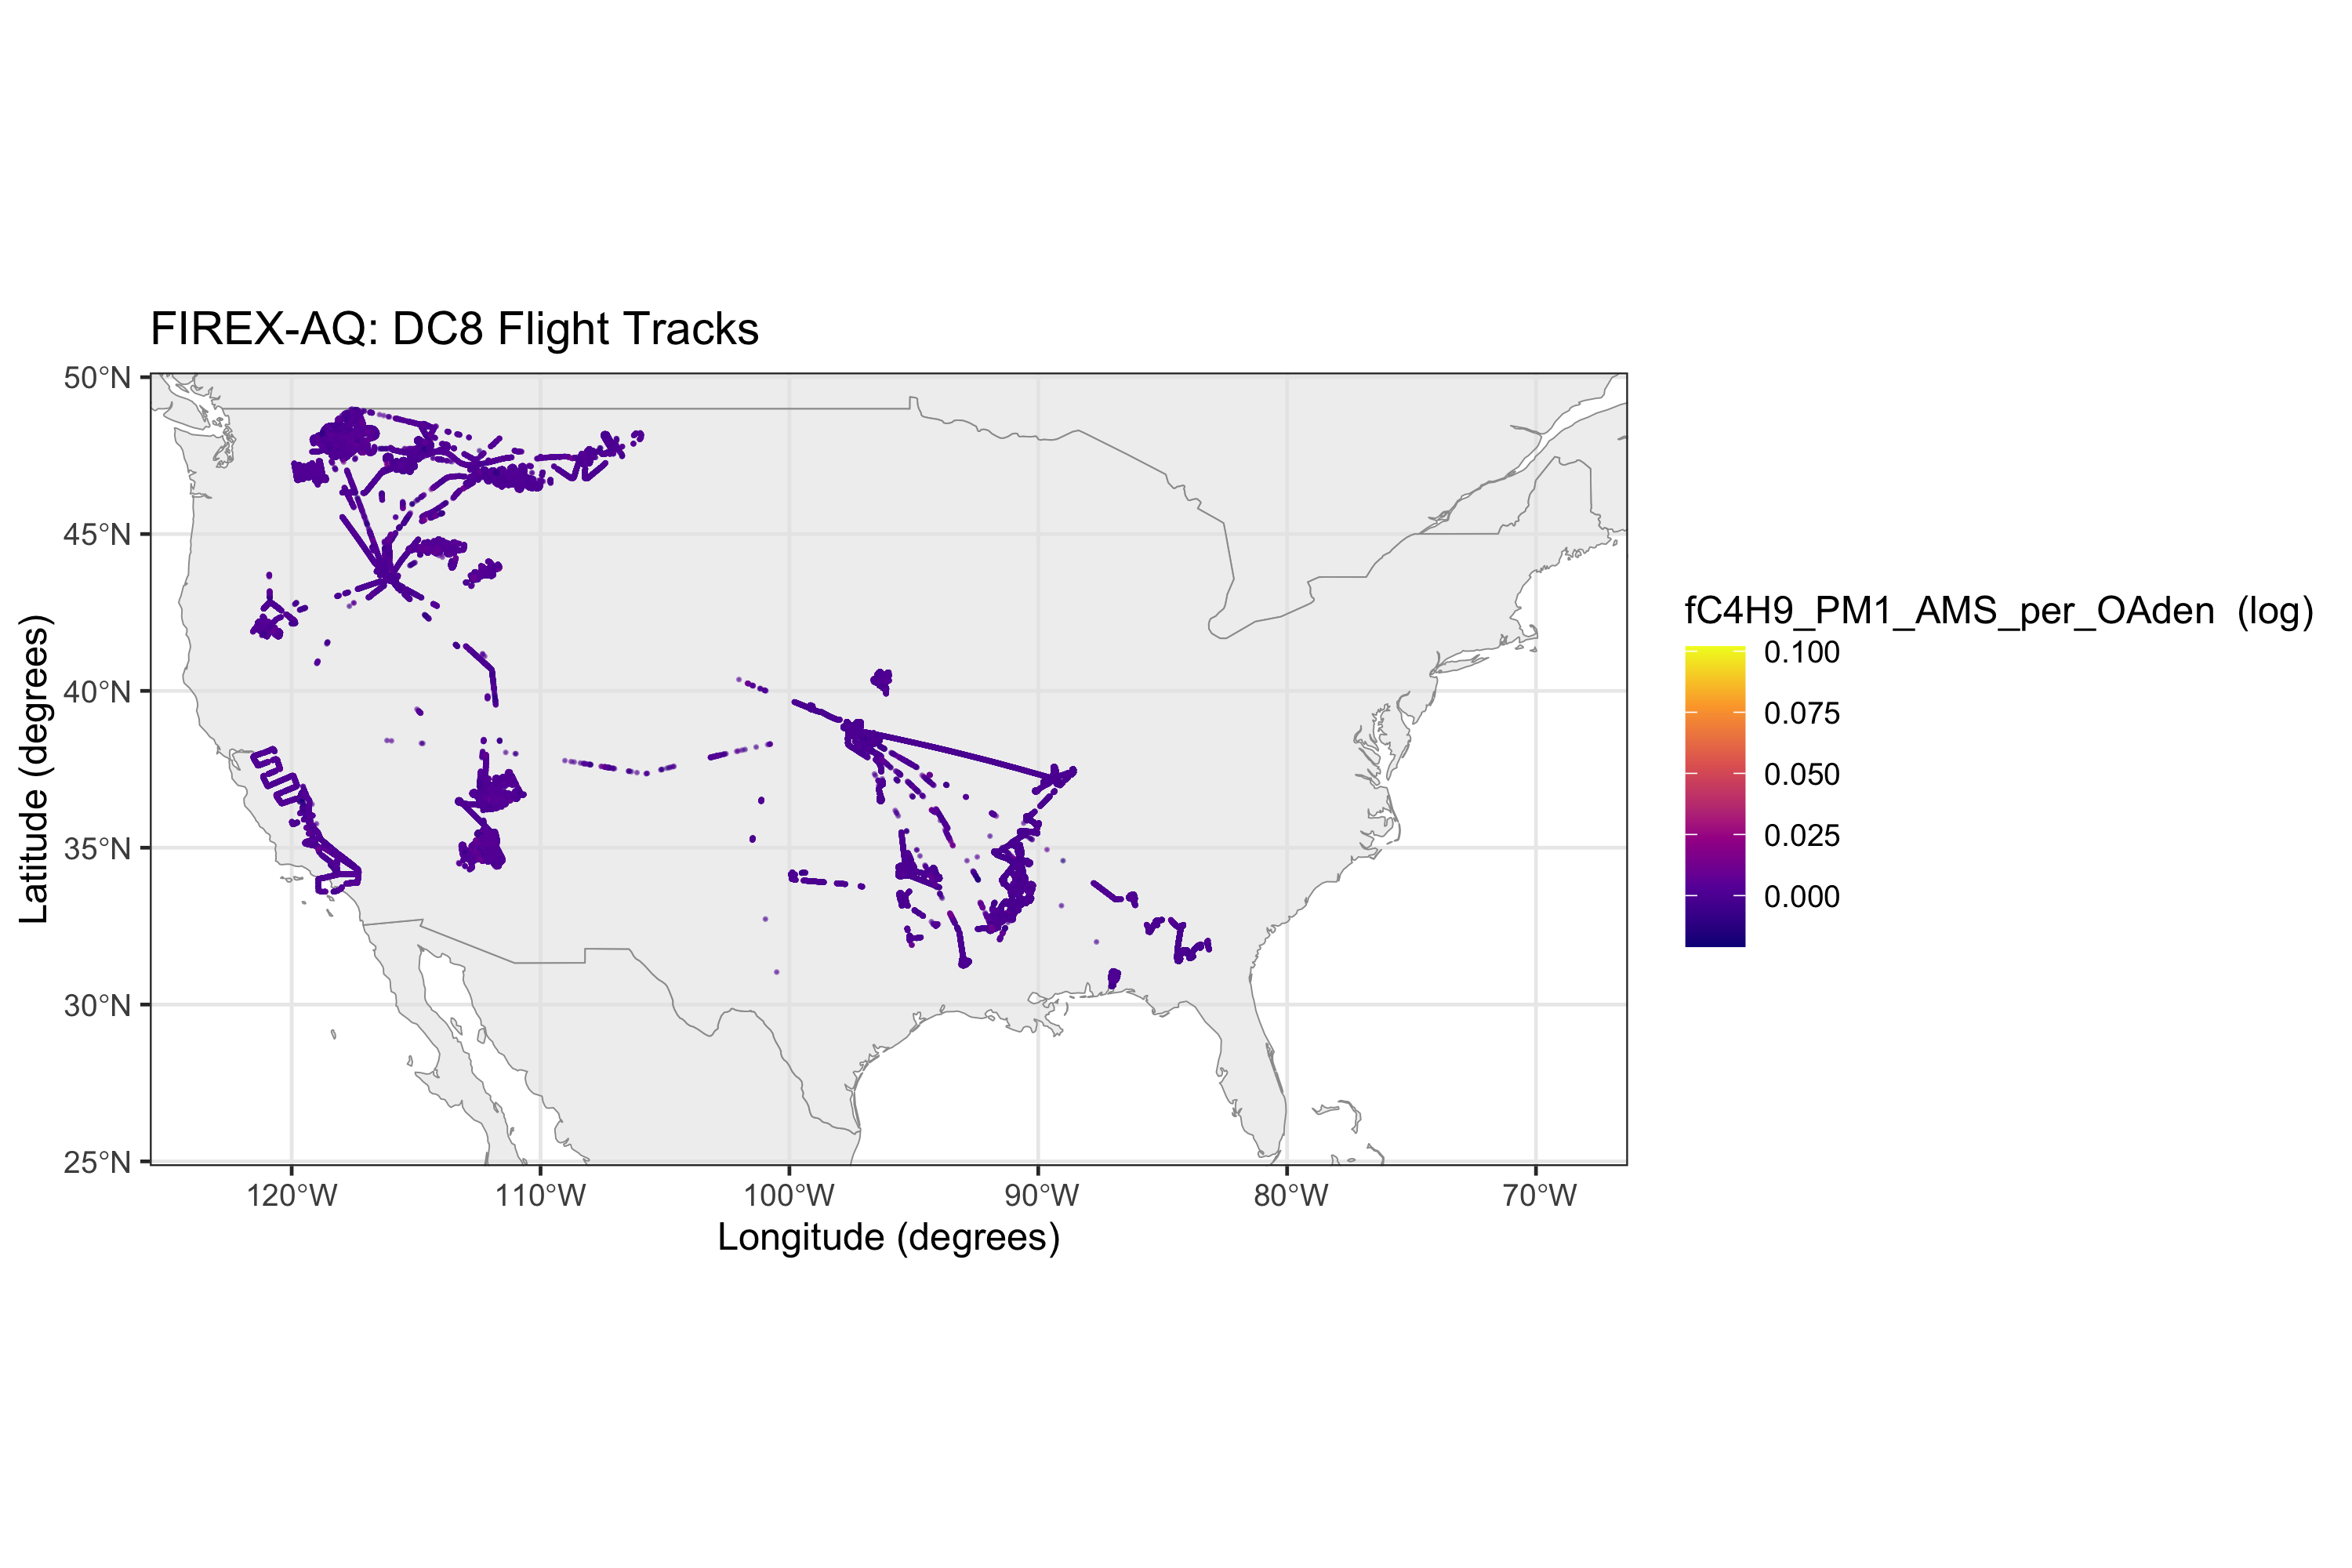 FIREX-AQ: DC8 Flight Tracks
50°N
45°N
40°N
35°N
30°N
25°N
Latitude (degrees)
120°W
110°W
100°W
90°W
80°W
70°W
Longitude (degrees)
fC4H9_PM1_AMS_per_OAden (log)
0.100
0.075
0.050
0.025
0.000